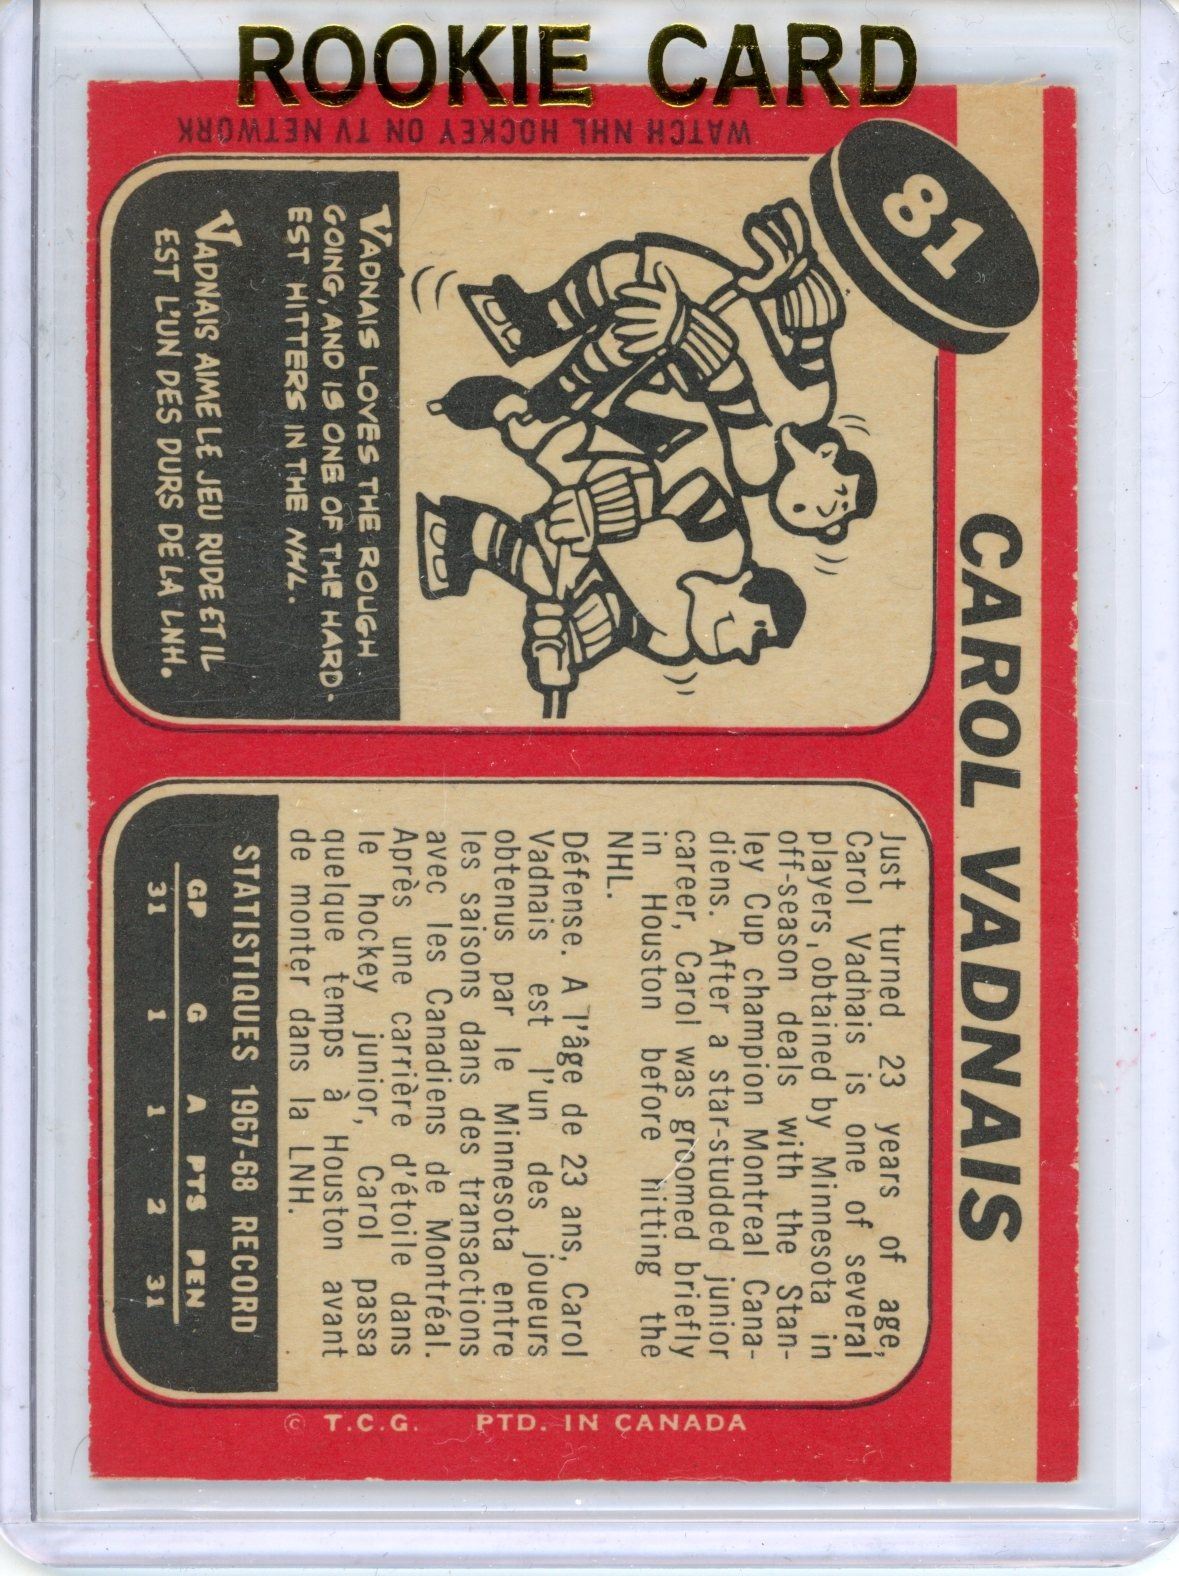 ROOKIE CARD
WATCH NHL HOCKEY ON TV NETWORK
81
CAROL VADNAIS
VADNAIS LOVES THE ROUGH
GOING, AND IS ONE OF THE HARD-
EST HITTERS IN THE NHL.
VADNAIS AIME LE JEU RUDE ET IL
EST L'UN DES DURS DE LA LNH.
Just turned 23 years of age,
Carol Vadnais is one of several
players, obtained by Minnesota in
off-season deals with the Stan-
ley Cup champion Montreal Cana-
diens. After a star-studded junior
career, Carol was groomed briefly
in Houston before hitting the
NHL.
Défense. A l'âge de 23 ans, Carol
Vadnais est l'un des joueurs
obtenus par le Minnesota entre
les saisons dans des transactions
avec les Canadiens de Montréal.
Après une carrière d'étoile dans
le hockey junior, Carol passa
quelque temps à Houston avant
de monter dans la LNH.
STATISTIQUES 1967-68 RECORD
GP G A PTS PEN
31 1 1 2 31
© T.C.G. PTD. IN CANADA